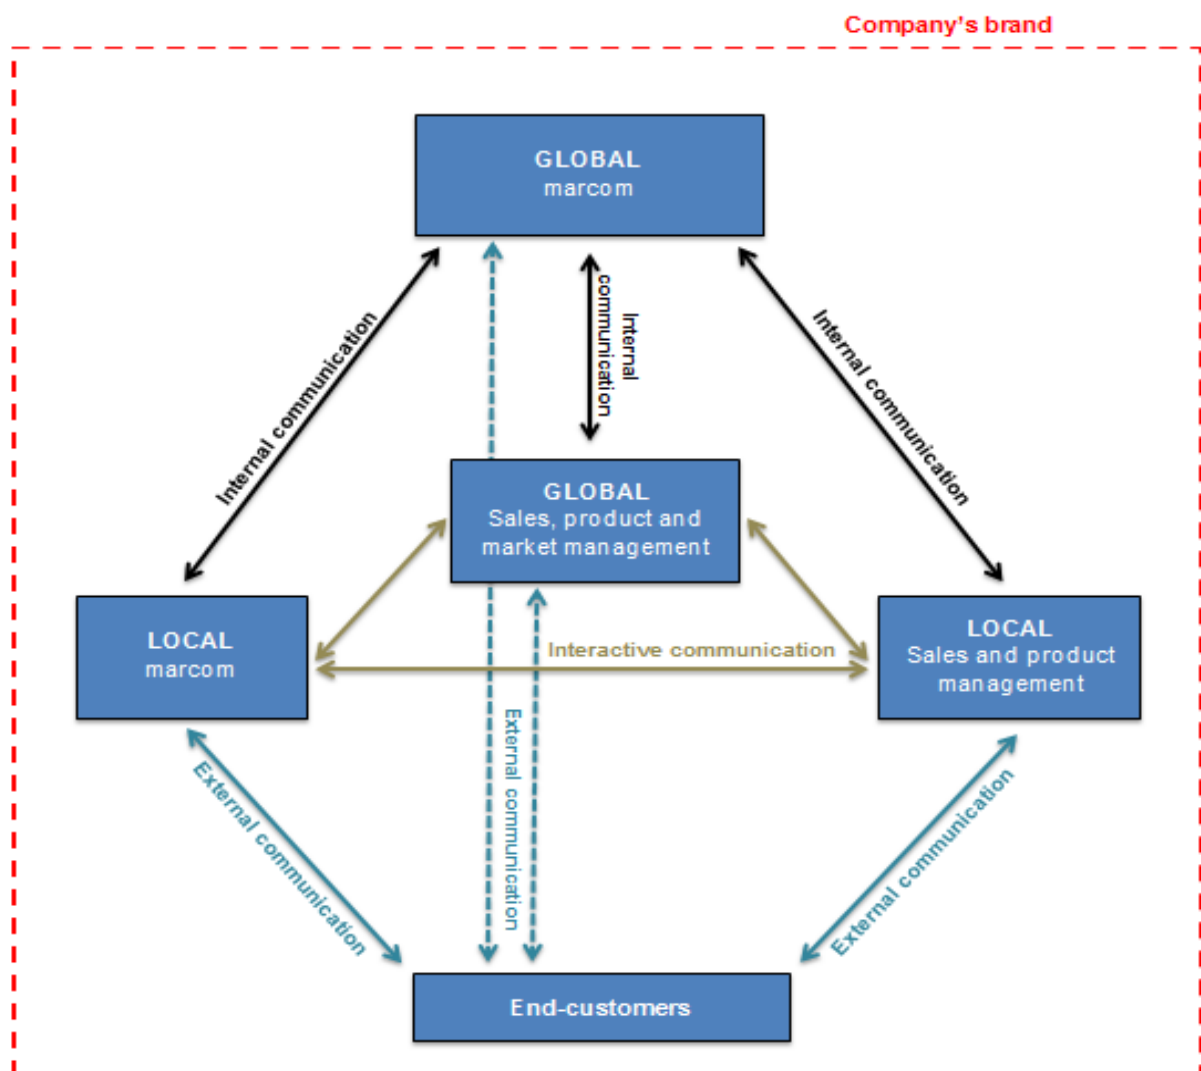 Company's brand
GLOBAL
marcom
Internal communication
Internal
communication
Internal communication
GLOBAL
Sales, product and
market management
LOCAL
marcom
Interactive communication
LOCAL
Sales and product
management
External communication
External communication
External communication
End-customers